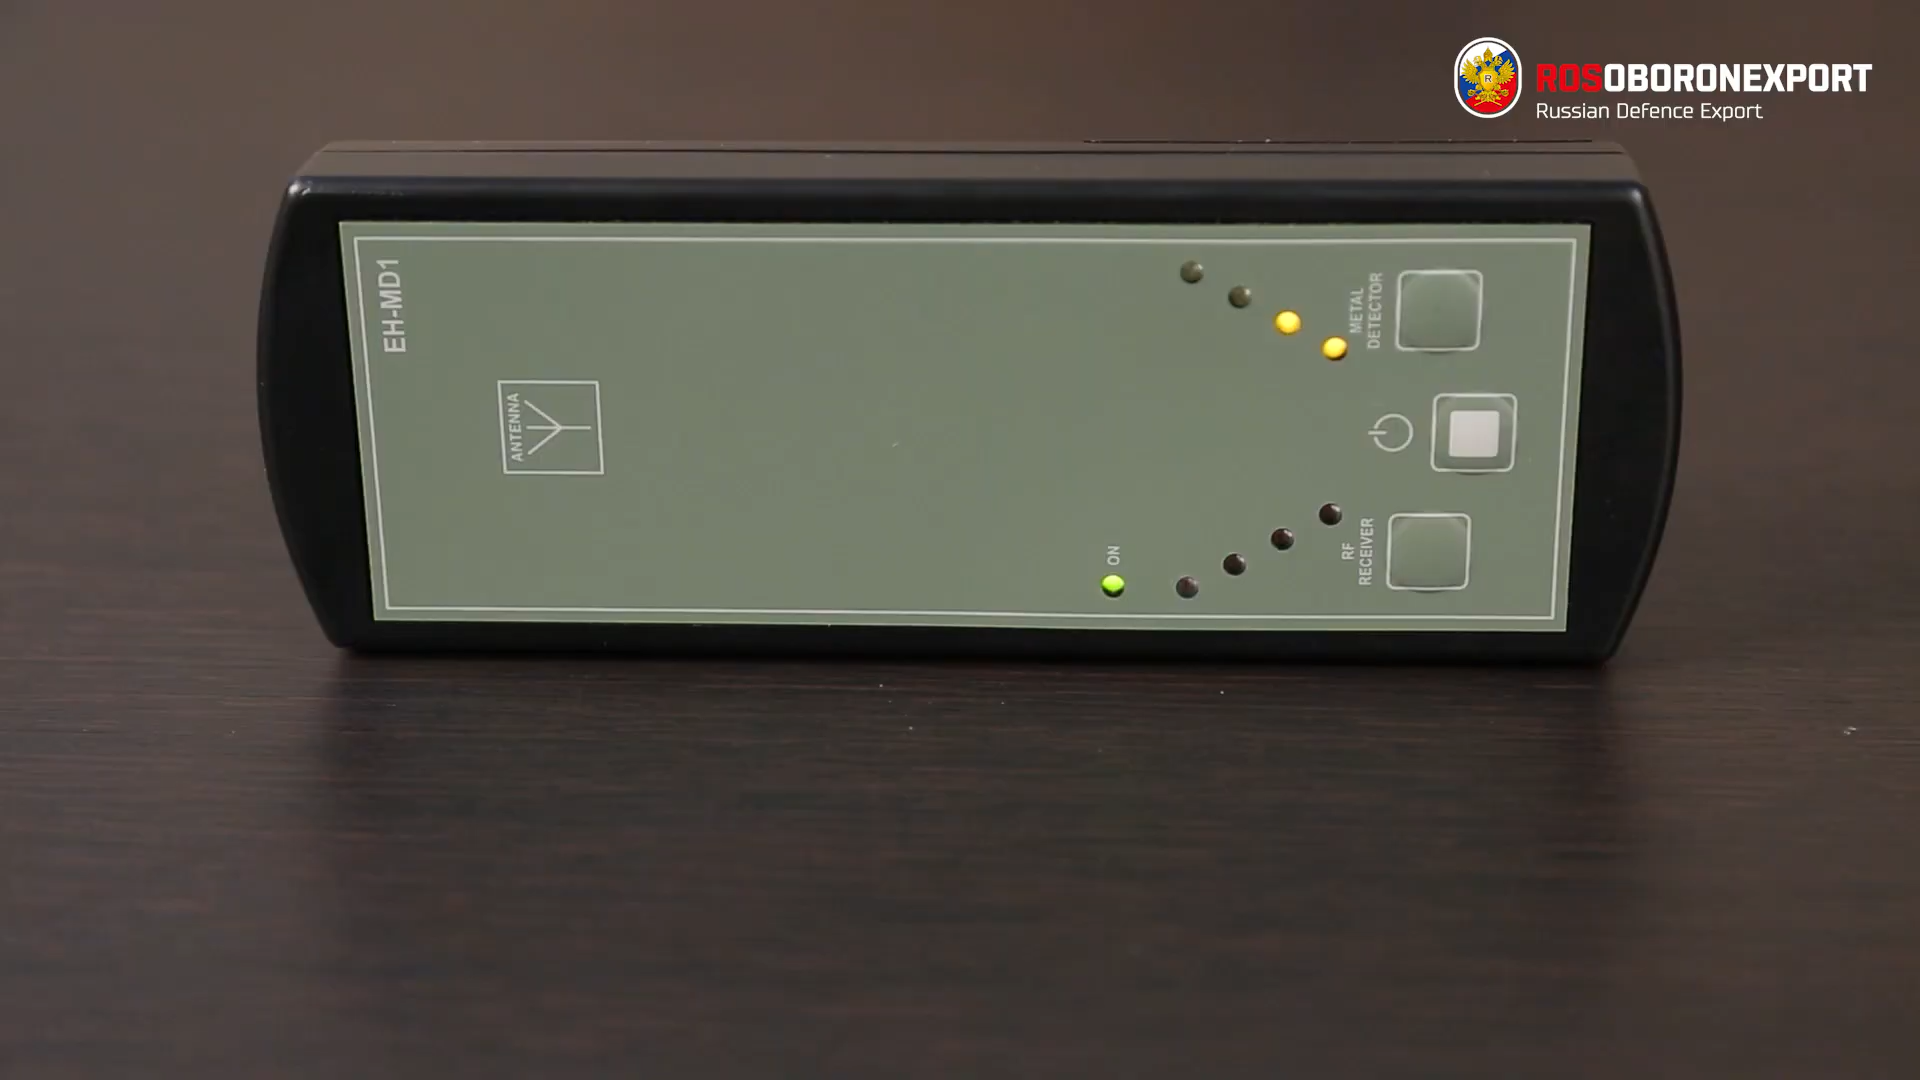 ROSOBORONEXPORT
Russian Defence Export
EH-MD1
ANTENNA
METAL
DETECTOR
ON
RF
RECEIVER